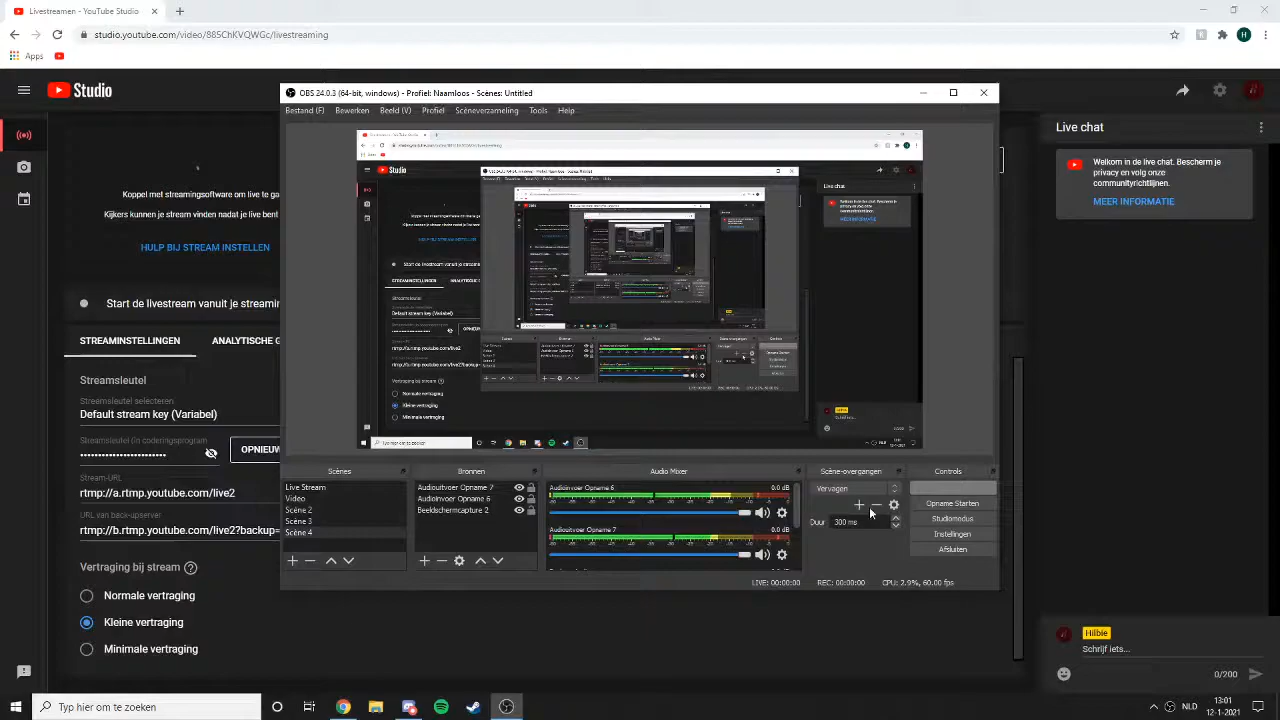 Livestreamen - YouTube Studio
studio.youtube.com/video/885ChKVQWGc/livestreaming
Apps
Studio
Koppel met streamingsoftware om live te ga
Kijkers kunnen je stream vinden nadat je live bent
HULP BIJ STREAM INSTELLEN
Start de livestream vanuit je streamin
STREAMINSTELLINGEN
ANALYTISCHE G
Streamsleutel
Streamsleutel selecteren
Default stream key (Variabel)
Streamsleutel (in coderingsprogram
OPNIEUW
Stream-URL
rtmp://a.rtmp.youtube.com/live2
URL van back-upserver
rtmp://b.rtmp.youtube.com/live2?backup=
Vertraging bij stream
Normale vertraging
Kleine vertraging
Minimale vertraging
OBS 24.0.3 (64-bit, windows) - Profiel: Naamloos - Scènes: Untitled
Bestand (F)
Bewerken
Beeld (V)
Profiel
Scèneverzameling
Tools
Help
Scènes
Live Stream
Video
Scène 2
Scène 3
Scène 4
Bronnen
Audiouitvoer Opname 7
Audioinvoer Opname 6
Beeldschermcapture 2
Audio Mixer
Audioinvoer Opname 6
0.0 dB
Audiouitvoer Opname 7
0.0 dB
Scène-overgangen
Vervagen
Duur
300 ms
Controls
Opname Starten
Studiomodus
Instellingen
Afsluiten
LIVE: 00:00:00
REC: 00:00:00
CPU: 2.9%, 60.00 fps
Live chat
Welkom in de live chat. Bescherm je
privacy en volg onze
communityrichtlijnen
MEER INFORMATIE
Hilbie
Schrijf iets...
0/200
Typ hier om te zoeken
NLD
13:01
12-1-2021